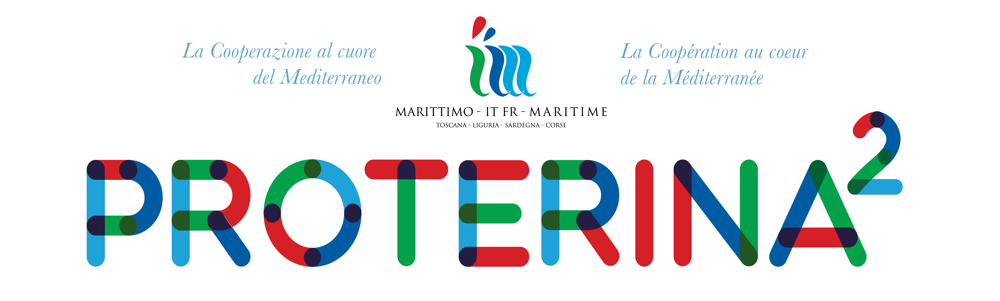 La Cooperazione al cuore
del Mediterraneo
im
La Coopération au coeur
de la Méditerranée
MARITTIMO - IT FR - MARITIME
TOSCANA - LIGURIA - SARDEGNA - CORSE
PROTERINA²